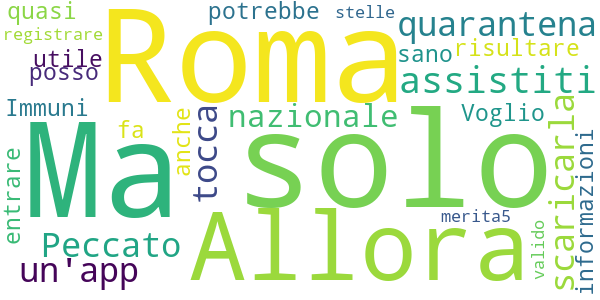 quasi
potrebbe
stelle
registrare
Roma
quarantena
utile
sano
risultare
posso
assistiti
Immuni
fa
anche
tocca
nazionale
Voglio
scaricarla
informazioni
Ma
solo
entrare
Peccato
Allora
merita5
valido
un'app